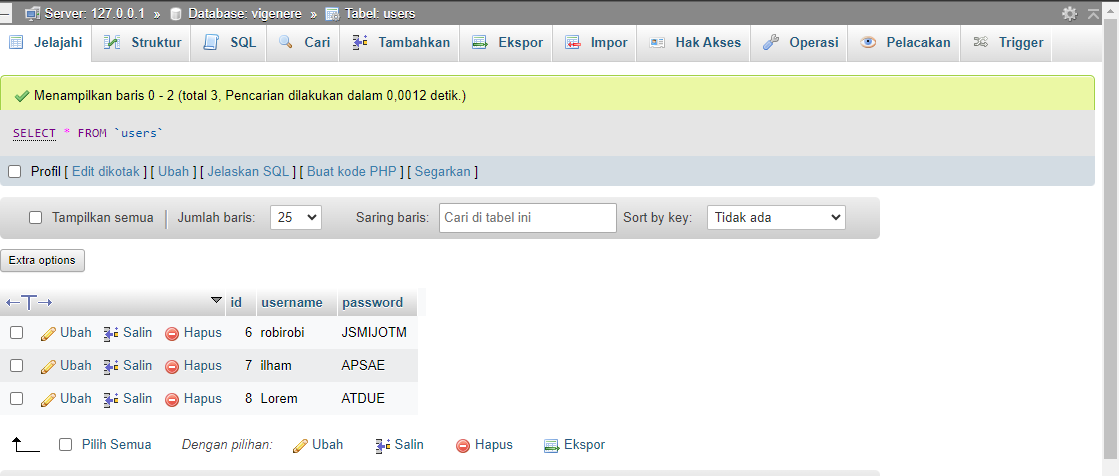 Server: 127.0.0.1 » Database: vigenere » Tabel: users
Jelajahi Struktur SQL Cari Tambahkan Ekspor Impor Hak Akses Operasi Pelacakan Trigger
Menampilkan baris 0 - 2 (total 3, Pencarian dilakukan dalam 0,0012 detik.)
SELECT * FROM `users`
Profil [ Edit dikotak ] [ Ubah ] [ Jelaskan SQL ] [ Buat kode PHP ] [ Segarkan ]
Tampilkan semua | Jumlah baris: 25 Saring baris: Cari di tabel ini Sort by key: Tidak ada
Extra options
←T→ id username password
Ubah Salin Hapus 6 robirobi JSMIJOTM
Ubah Salin Hapus 7 ilham APSAE
Ubah Salin Hapus 8 Lorem ATDUE
Pilih Semua Dengan pilihan: Ubah Salin Hapus Ekspor